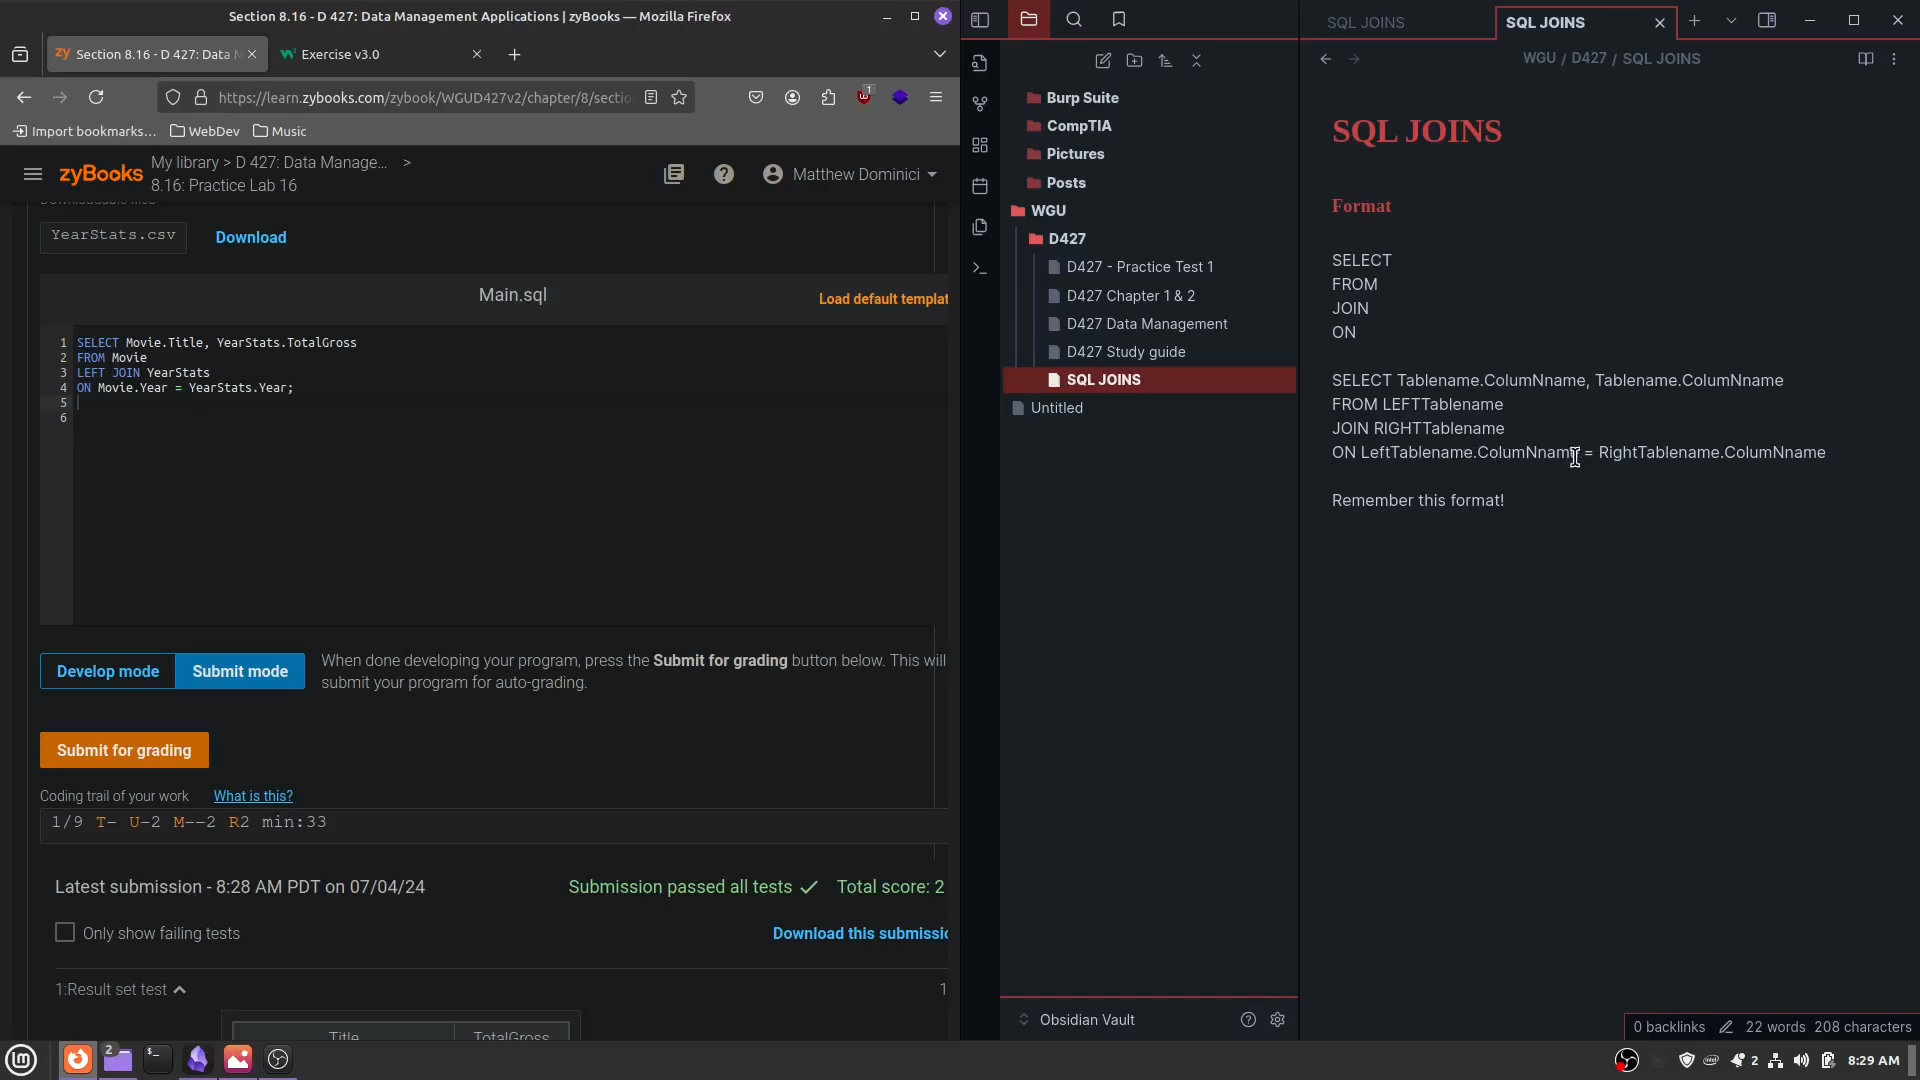 Section 8.16 - D 427: Data Management Applications | zyBooks — Mozilla Firefox
zy Section 8.16 - D 427: Data M
Exercise v3.0
https://learn.zybooks.com/zybook/WGUD427v2/chapter/8/sectio
1
Import bookmarks...
WebDev
Music
zyBooks
My library > D 427: Data Manage... >
8.16: Practice Lab 16
Matthew Dominici
Downloadable files
YearStats.csv
Download
Main.sql
Load default templat
1 SELECT Movie.Title, YearStats.TotalGross
2 FROM Movie
3 LEFT JOIN YearStats
4 ON Movie.Year = YearStats.Year;
5
6
Develop mode
Submit mode
When done developing your program, press the Submit for grading button below. This will
submit your program for auto-grading.
Submit for grading
Coding trail of your work
What is this?
1/9 T- U-2 M--2 R2 min:33
Latest submission - 8:28 AM PDT on 07/04/24
Submission passed all tests ✓
Total score: 2
Only show failing tests
Download this submissio
1:Result set test
1
Title
TotalGross
SQL JOINS
SQL JOINS
WGU / D427 / SQL JOINS
Burp Suite
CompTIA
Pictures
Posts
WGU
D427
D427 - Practice Test 1
D427 Chapter 1 & 2
D427 Data Management
D427 Study guide
SQL JOINS
Untitled
Obsidian Vault
SQL JOINS
Format
SELECT
FROM
JOIN
ON
SELECT Tablename.ColumNname, Tablename.ColumNname
FROM LEFTTablename
JOIN RIGHTTablename
ON LeftTablename.ColumNname = RightTablename.ColumNname
Remember this format!
0 backlinks
22 words 208 characters
2
2
8:29 AM